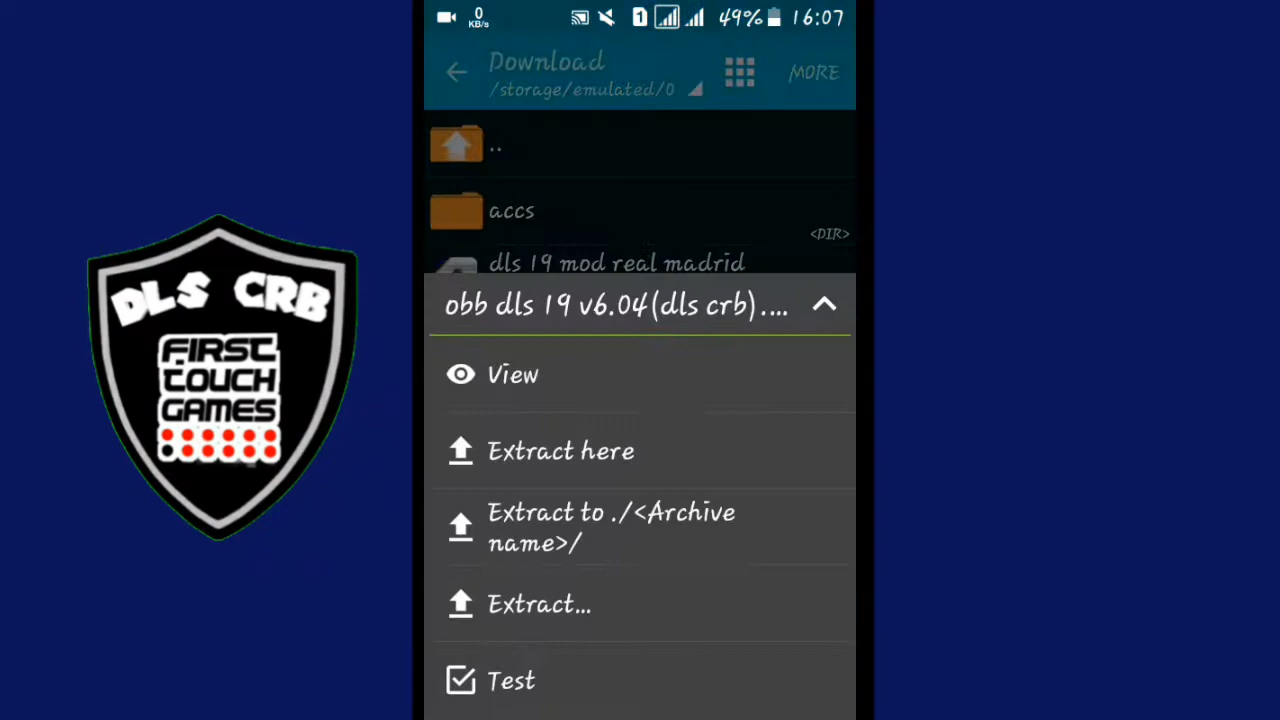 0
KB/s
1
49%
16:07
Download
/storage/emulated/0
MORE
..
accs
<DIR>
dls 19 mod real madrid
obb dls 19 v6.04(dls crb)....
View
Extract here
Extract to ./<Archive
name>/
Extract...
Test
DLS CRB
FIRST
TOUCH
GAMES